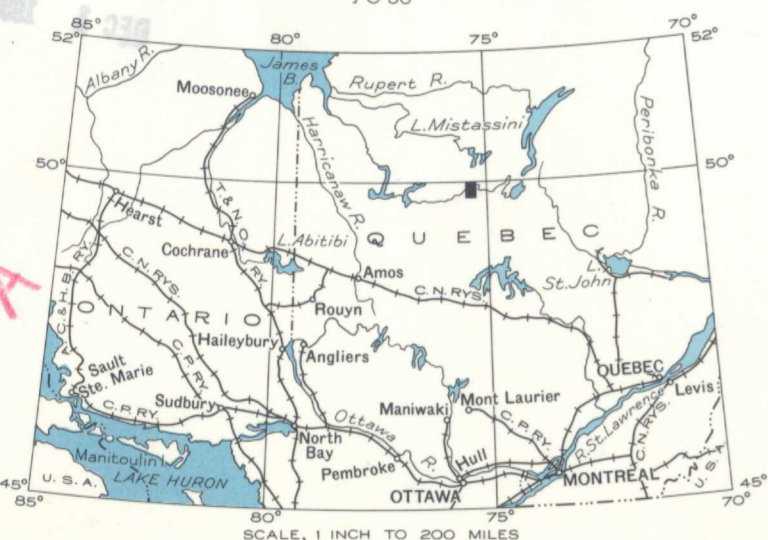 85°
80°
75°
70°
52°
52°
James
B.
Albany R.
Moosonee
Rupert R.
L. Mistassini
Peribonka R.
Harricanaw R.
50°
50°
T. & N. O. RY.
Hearst
Cochrane
L. Abitibi
QUEBEC
L.
St. John
A. C. & H. B. RY.
C. N. RYS.
Amos
C. N. RYS.
ONTARIO
Rouyn
Haileybury
Angliers
C. P. RY.
Sault
Ste. Marie
C. P. RY.
Sudbury
QUEBEC
Levis
Maniwaki
Mont Laurier
C. P. RY.
R. St. Lawrence
C. N. RYS.
North
Bay
Ottawa R.
Manitoulin I.
Pembroke
Hull
MONTREAL
U. S. A.
U. S. A.
LAKE HURON
OTTAWA
45°
45°
85°
80°
75°
70°
SCALE, 1 INCH TO 200 MILES